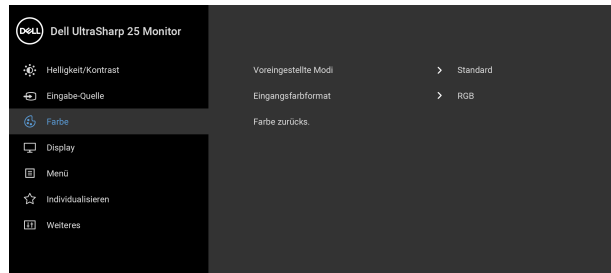 DELL Dell UltraSharp 25 Monitor
Helligkeit/Kontrast
Voreingestellte Modi > Standard
Eingabe-Quelle
Eingangsfarbformat > RGB
Farbe
Farbe zurücks.
Display
Menü
Individualisieren
Weiteres